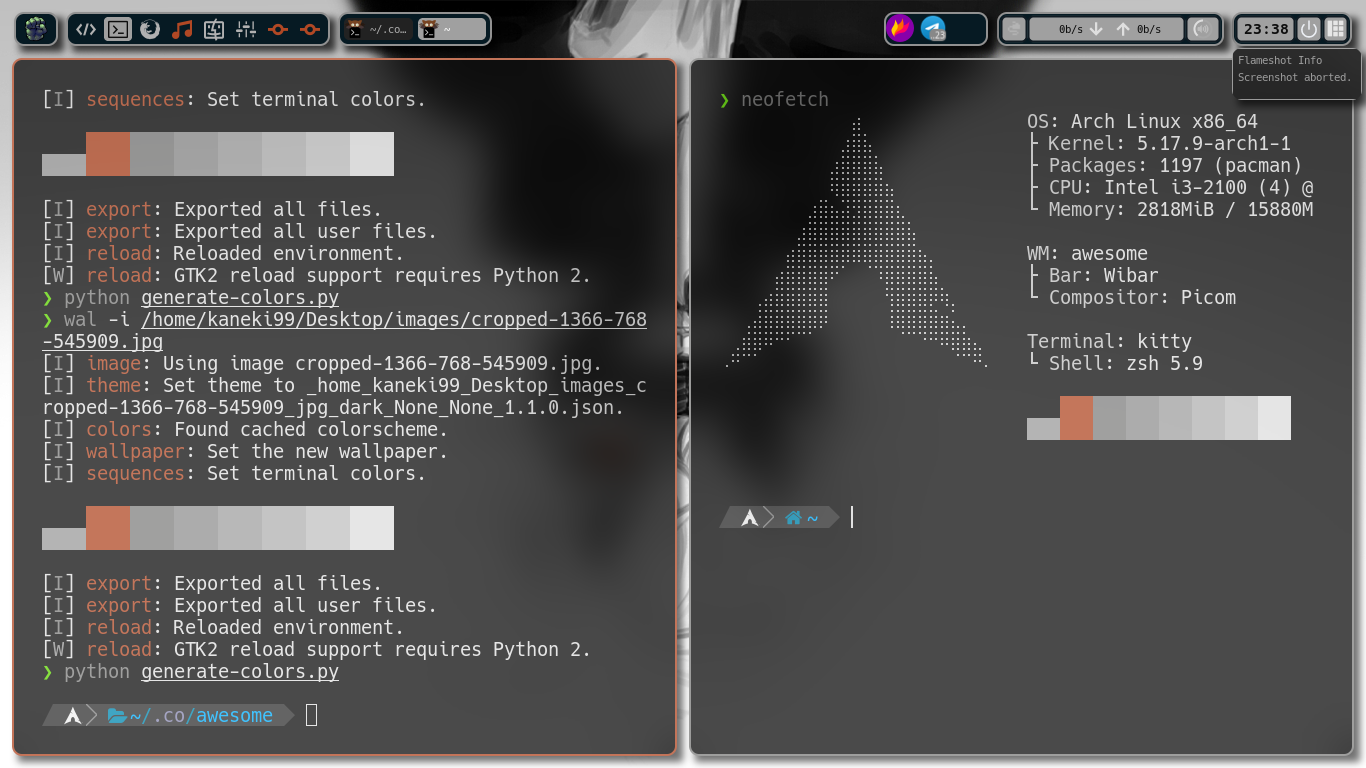 ~/.co…
~
23
0b/s
0b/s
23:38
Flameshot Info
Screenshot aborted.
[I] sequences: Set terminal colors.
[I] export: Exported all files.
[I] export: Exported all user files.
[I] reload: Reloaded environment.
[W] reload: GTK2 reload support requires Python 2.
❯ python generate-colors.py
❯ wal -i /home/kaneki99/Desktop/images/cropped-1366-768
-545909.jpg
[I] image: Using image cropped-1366-768-545909.jpg.
[I] theme: Set theme to _home_kaneki99_Desktop_images_c
ropped-1366-768-545909_jpg_dark_None_None_1.1.0.json.
[I] colors: Found cached colorscheme.
[I] wallpaper: Set the new wallpaper.
[I] sequences: Set terminal colors.
[I] export: Exported all files.
[I] export: Exported all user files.
[I] reload: Reloaded environment.
[W] reload: GTK2 reload support requires Python 2.
❯ python generate-colors.py
~/.co/awesome
❯ neofetch
OS: Arch Linux x86_64
├ Kernel: 5.17.9-arch1-1
├ Packages: 1197 (pacman)
├ CPU: Intel i3-2100 (4) @
└ Memory: 2818MiB / 15880M
WM: awesome
├ Bar: Wibar
└ Compositor: Picom
Terminal: kitty
└ Shell: zsh 5.9
~